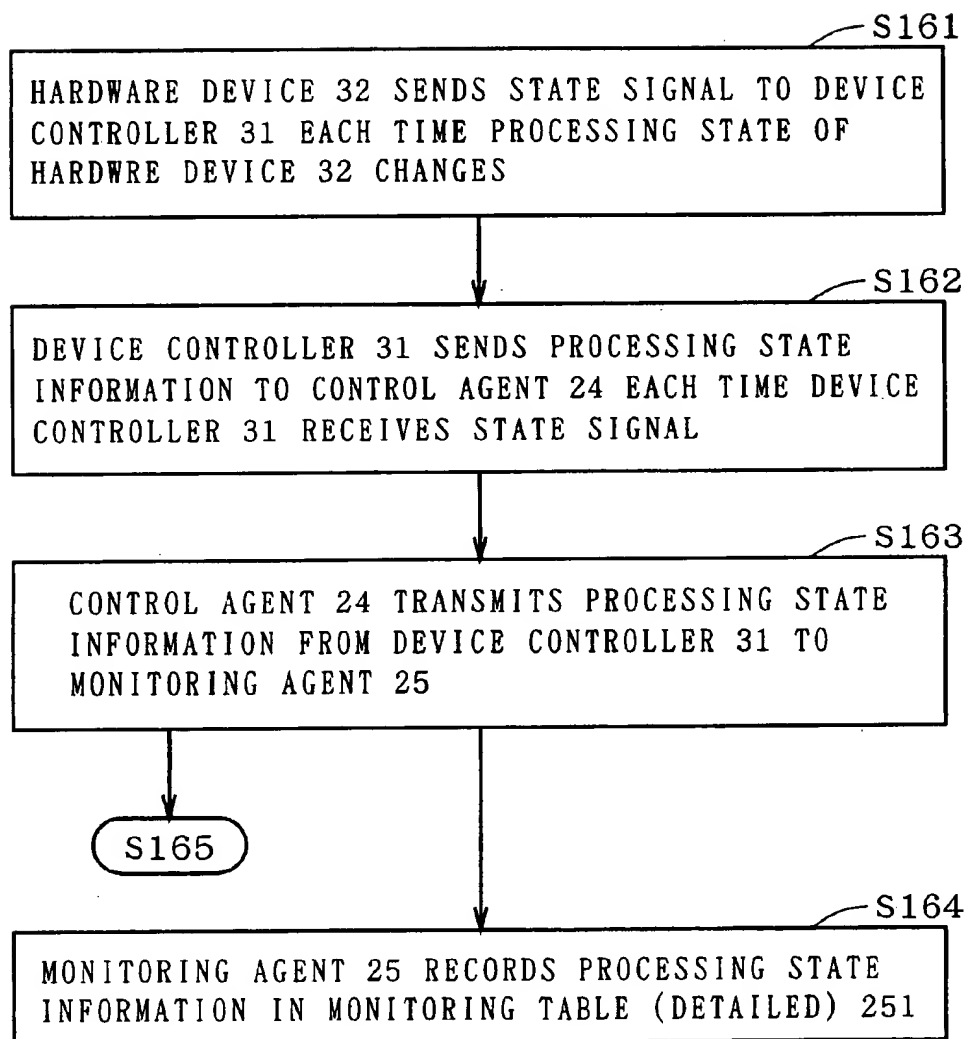 S161
HARDWARE DEVICE 32 SENDS STATE SIGNAL TO DEVICE
CONTROLLER 31 EACH TIME PROCESSING STATE OF
HARDWRE DEVICE 32 CHANGES
S162
DEVICE CONTROLLER 31 SENDS PROCESSING STATE
INFORMATION TO CONTROL AGENT 24 EACH TIME DEVICE
CONTROLLER 31 RECEIVES STATE SIGNAL
S163
CONTROL AGENT 24 TRANSMITS PROCESSING STATE
INFORMATION FROM DEVICE CONTROLLER 31 TO
MONITORING AGENT 25
S165
S164
MONITORING AGENT 25 RECORDS PROCESSING STATE
INFORMATION IN MONITORING TABLE (DETAILED) 251